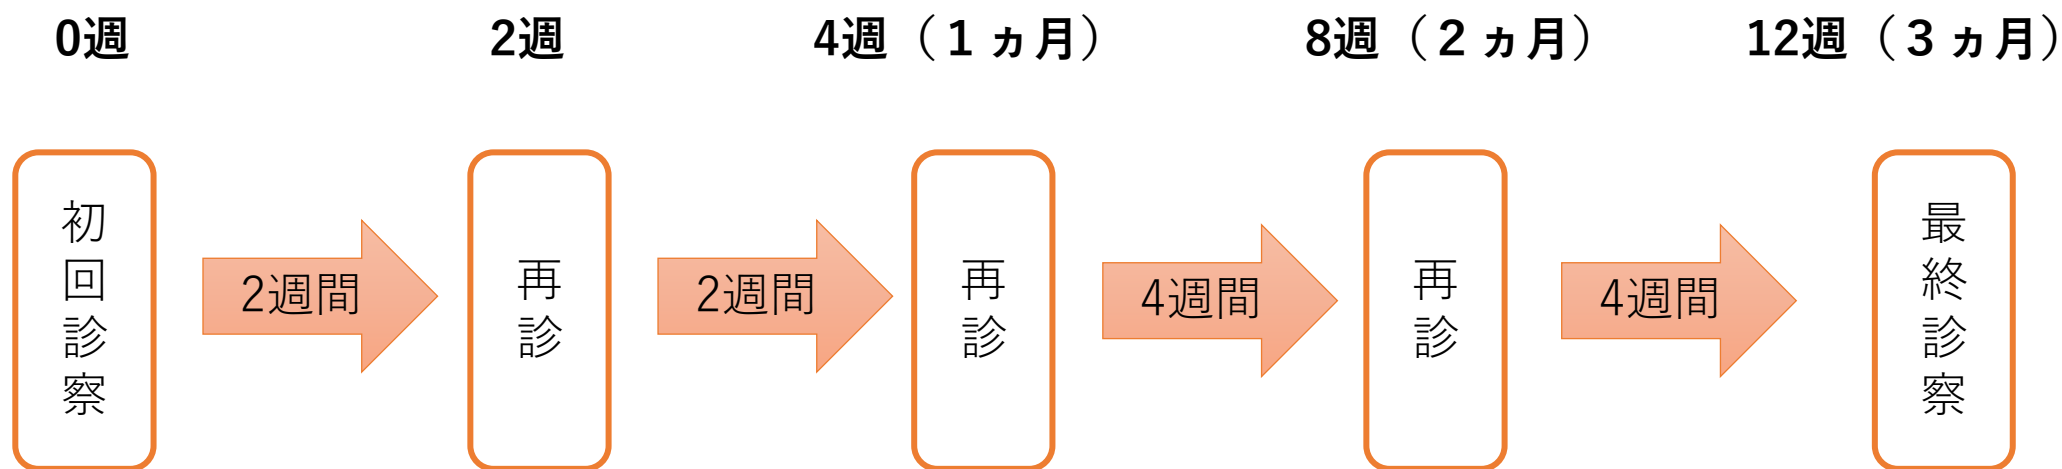 0週
2週
4週（１ヵ月）
8週（２ヵ月）
12週（３ヵ月）
初回診察
2週間
再診
2週間
再診
4週間
再診
4週間
最終診察